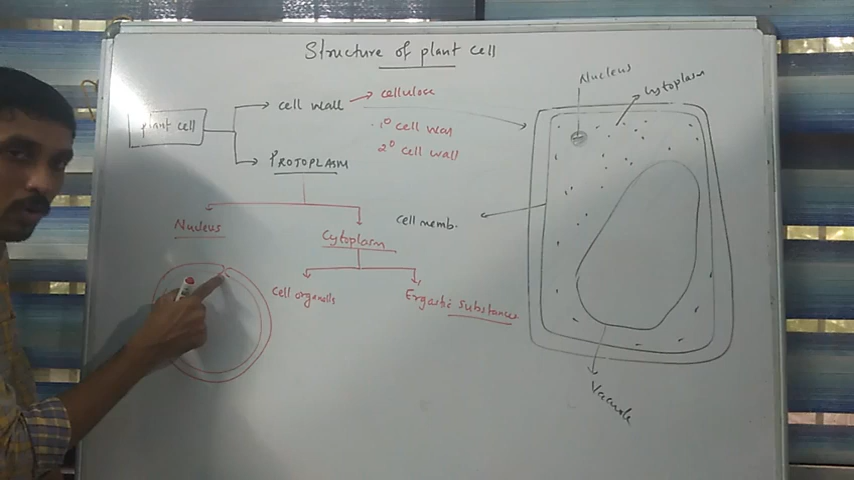 Structure of plant cell
plant cell
cell wall
cellulose
1° cell wall
2° cell wall
PROTOPLASM
Nucleus
Cytoplasm
cell organells
Ergastic Substances
Nucleus
Cytoplasm
cell memb.
Vacuole